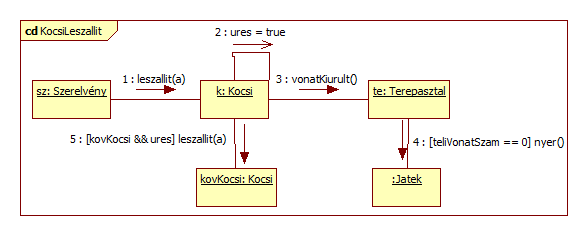 cd KocsiLeszallit
2 : ures = true
1 : leszallit(a)
3 : vonatKiurult()
sz: Szerelvény
k: Kocsi
te: Terepasztal
5 : [kovKocsi && ures] leszallit(a)
4 : [teliVonatSzam == 0] nyer()
kovKocsi: Kocsi
:Jatek